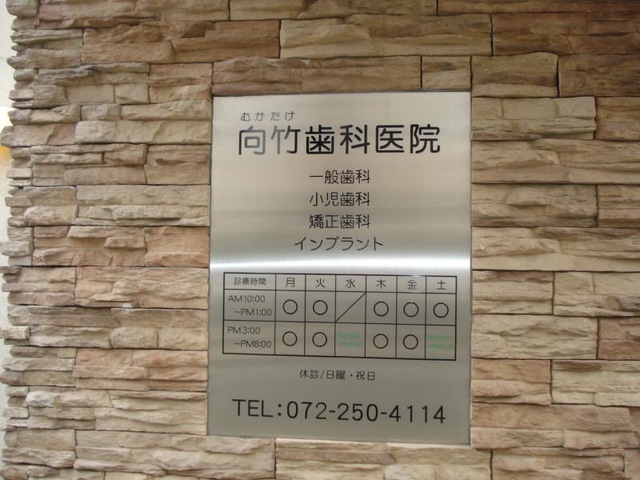 むかたけ
向竹歯科医院
一般歯科
小児歯科
矯正歯科
インプラント
診療時間 月 火 水 木 金 土
AM10:00 ~PM1:00 ○ ○ ／ ○ ○ ○
PM3:00 ~PM8:00 ○ ○ ○ ○
休診/日曜・祝日
TEL:072-250-4114